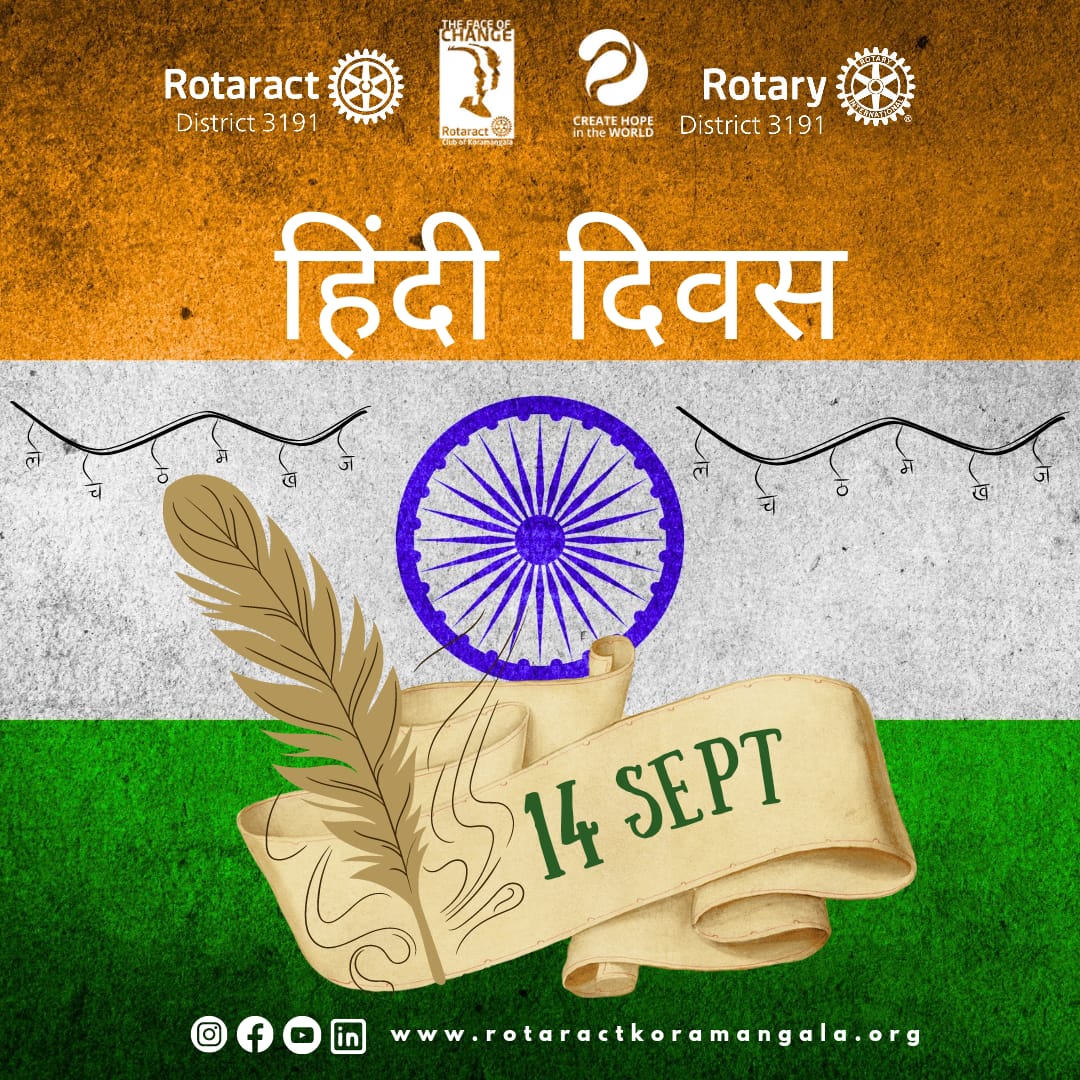 Rotaract
District 3191
THE FACE OF
CHANGE
Rotaract
Club of Koramangala
CREATE HOPE
in the WORLD
Rotary
District 3191
ROTARY
INTERNATIONAL
हिंदी दिवस
ल च ठ म ख ज
ल च ठ म ख ज
14 SEPT
www.rotaractkoramangala.org